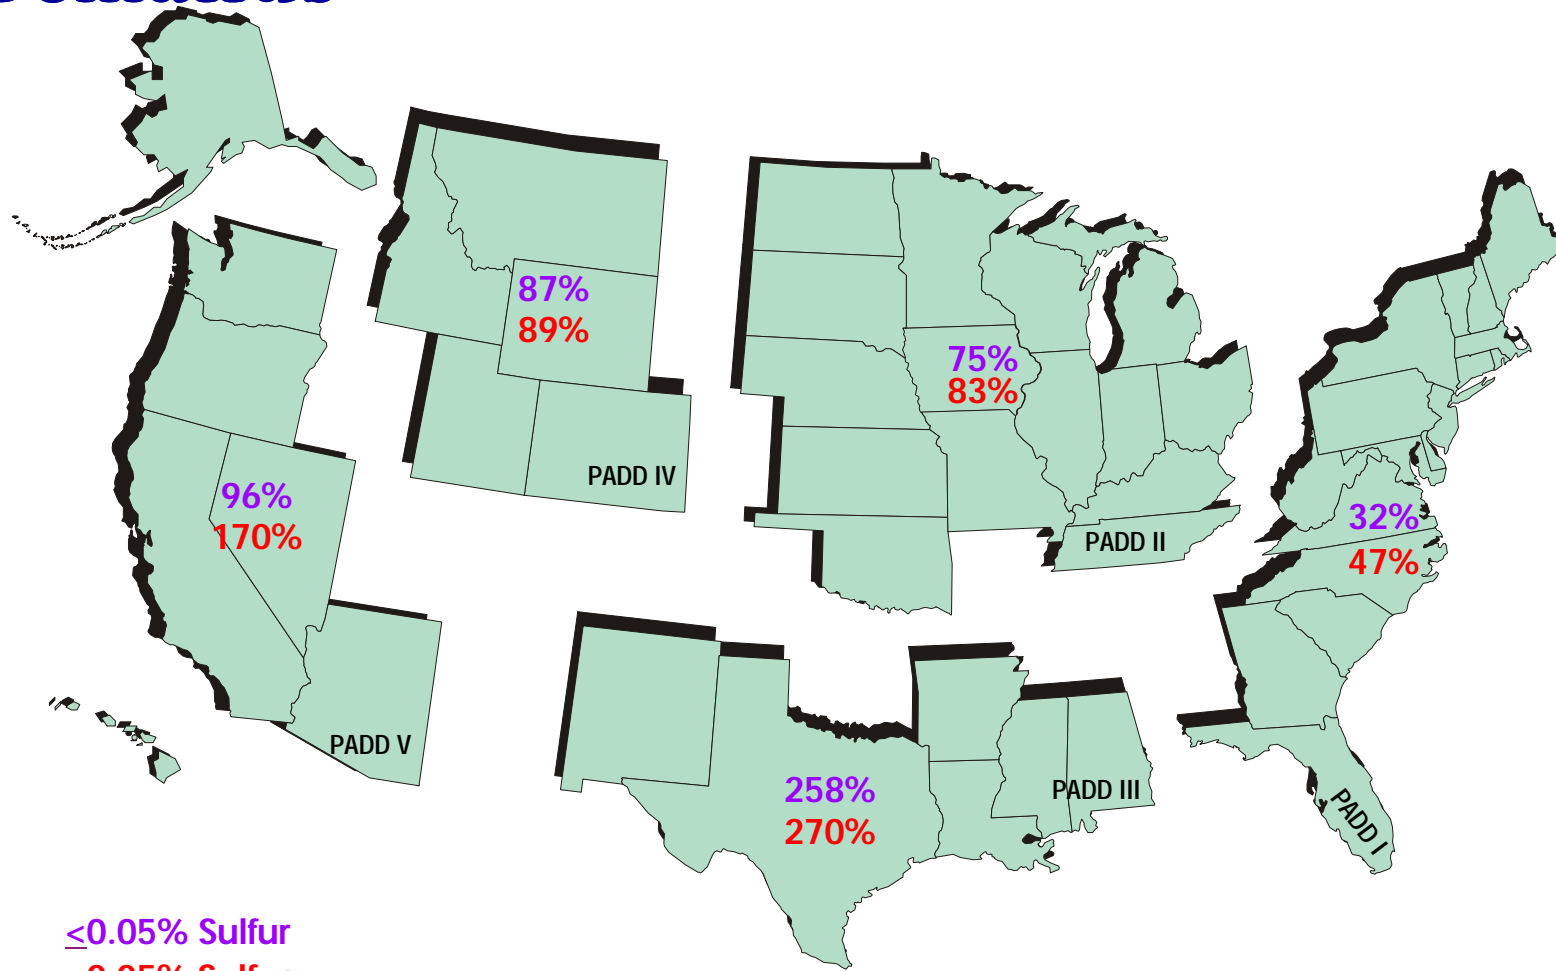 87%
89%
75%
83%
PADD IV
96%
170%
32%
47%
PADD II
PADD V
258%
270%
PADD III
PADD I
<0.05% Sulfur